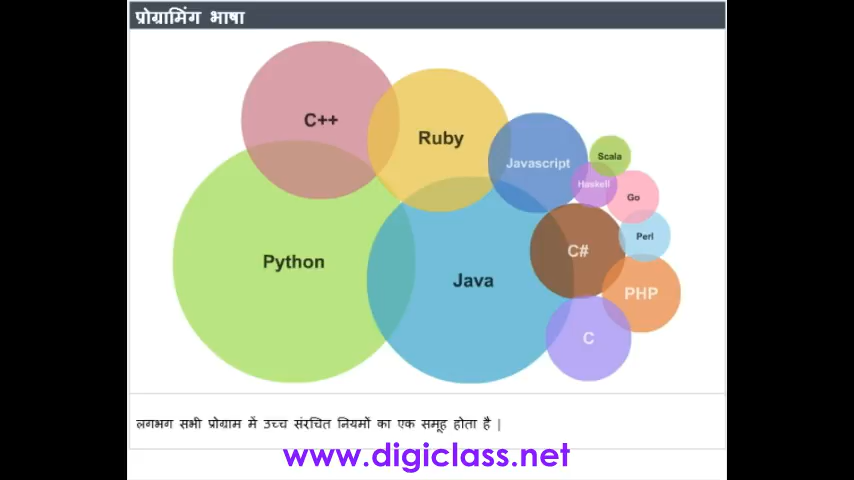 प्रोग्रामिंग भाषा
C++
Ruby
Javascript
Scala
Haskell
Go
Perl
C#
Python
Java
PHP
C
लगभग सभी प्रोग्राम में उच्च संरचित नियमों का एक समूह होता है |
www.digiclass.net